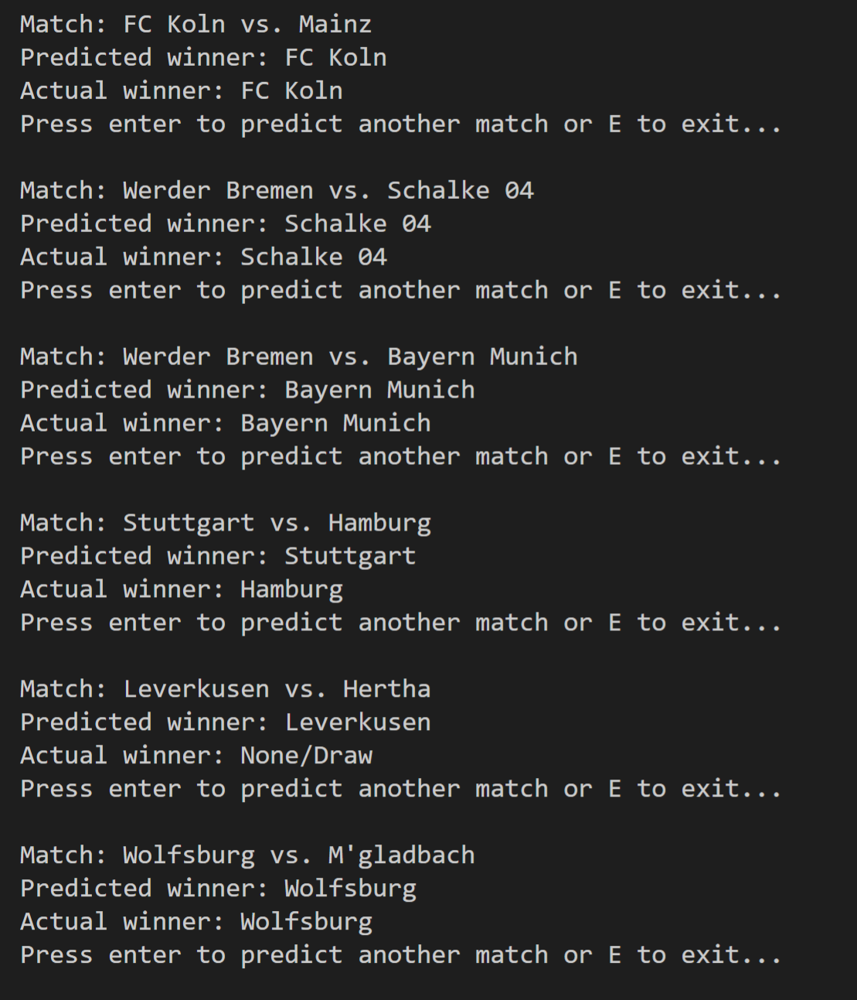 Match: FC Koln vs. Mainz
Predicted winner: FC Koln
Actual winner: FC Koln
Press enter to predict another match or E to exit...
Match: Werder Bremen vs. Schalke 04
Predicted winner: Schalke 04
Actual winner: Schalke 04
Press enter to predict another match or E to exit...
Match: Werder Bremen vs. Bayern Munich
Predicted winner: Bayern Munich
Actual winner: Bayern Munich
Press enter to predict another match or E to exit...
Match: Stuttgart vs. Hamburg
Predicted winner: Stuttgart
Actual winner: Hamburg
Press enter to predict another match or E to exit...
Match: Leverkusen vs. Hertha
Predicted winner: Leverkusen
Actual winner: None/Draw
Press enter to predict another match or E to exit...
Match: Wolfsburg vs. M'gladbach
Predicted winner: Wolfsburg
Actual winner: Wolfsburg
Press enter to predict another match or E to exit...